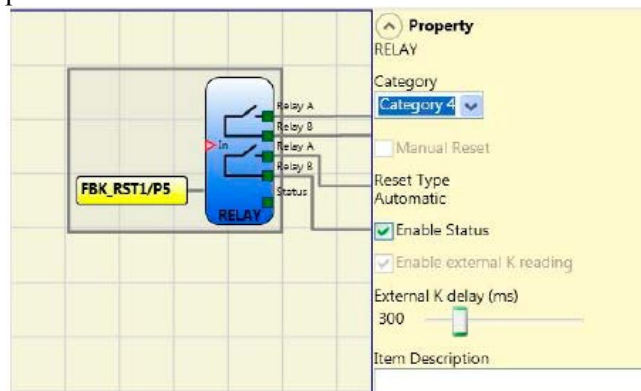 Relay A
Relay B
In
Relay A
Relay B
Status
FBK_RST1/P5
RELAY
Property
RELAY
Category
Category 4
Manual Reset
Reset Type
Automatic
Enable Status
Enable external K reading
External K delay (ms)
300
Item Description